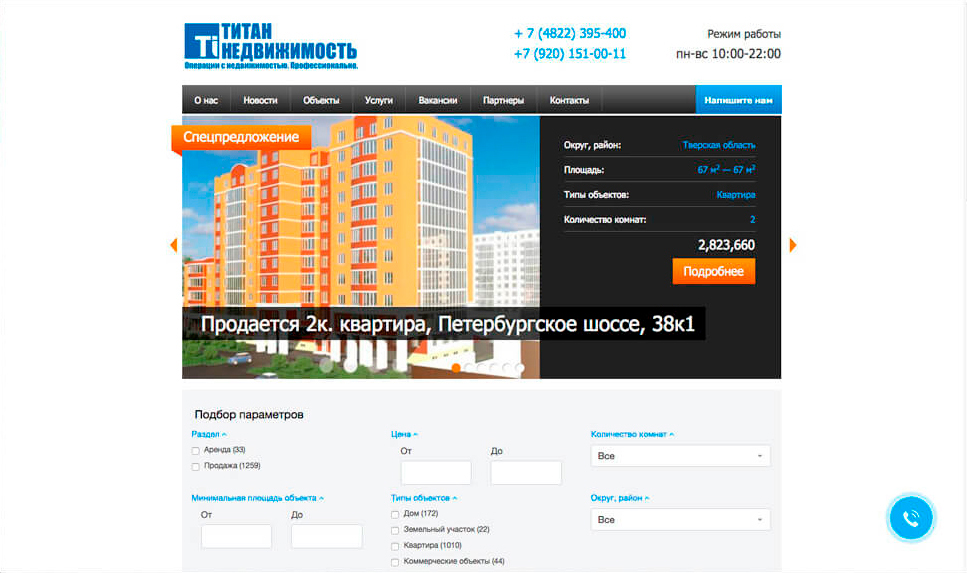 ТИТАН
НЕДВИЖИМОСТЬ
Операции с недвижимостью. Профессионально.
+ 7 (4822) 395-400
+7 (920) 151-00-11
Режим работы
пн-вс 10:00-22:00
О нас Новости Объекты Услуги Вакансии Партнеры Контакты Напишите нам
Спецпредложение
Округ, район: Тверская область
Площадь: 67 м² — 67 м²
Типы объектов: Квартира
Количество комнат: 2
2,823,660
Подробнее
Продается 2к. квартира, Петербургское шоссе, 38к1
Подбор параметров
Раздел
Аренда (33)
Продажа (1259)
Цена
От До
Количество комнат
Все
Минимальная площадь объекта
От До
Типы объектов
Дом (172)
Земельный участок (22)
Квартира (1010)
Коммерческие объекты (44)
Округ, район
Все